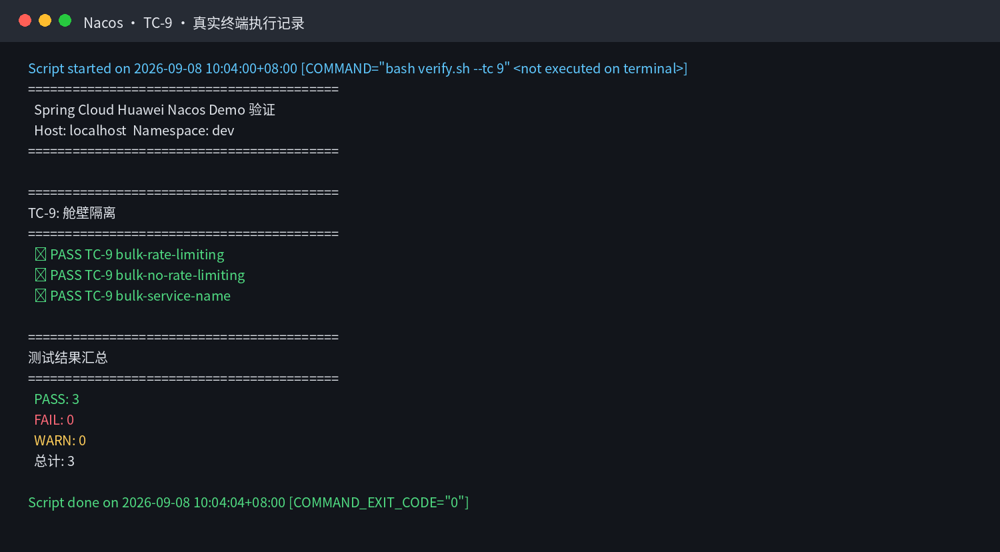 Nacos · TC-9 · 真实终端执行记录
Script started on 2026-09-08 10:04:00+08:00 [COMMAND="bash verify.sh --tc 9" <not executed on terminal>]
==========================================
Spring Cloud Huawei Nacos Demo 验证
Host: localhost  Namespace: dev
==========================================
==========================================
TC-9: 舱壁隔离
==========================================
PASS TC-9 bulk-rate-limiting
PASS TC-9 bulk-no-rate-limiting
PASS TC-9 bulk-service-name
==========================================
测试结果汇总
==========================================
PASS: 3
FAIL: 0
WARN: 0
总计: 3
Script done on 2026-09-08 10:04:04+08:00 [COMMAND_EXIT_CODE="0"]